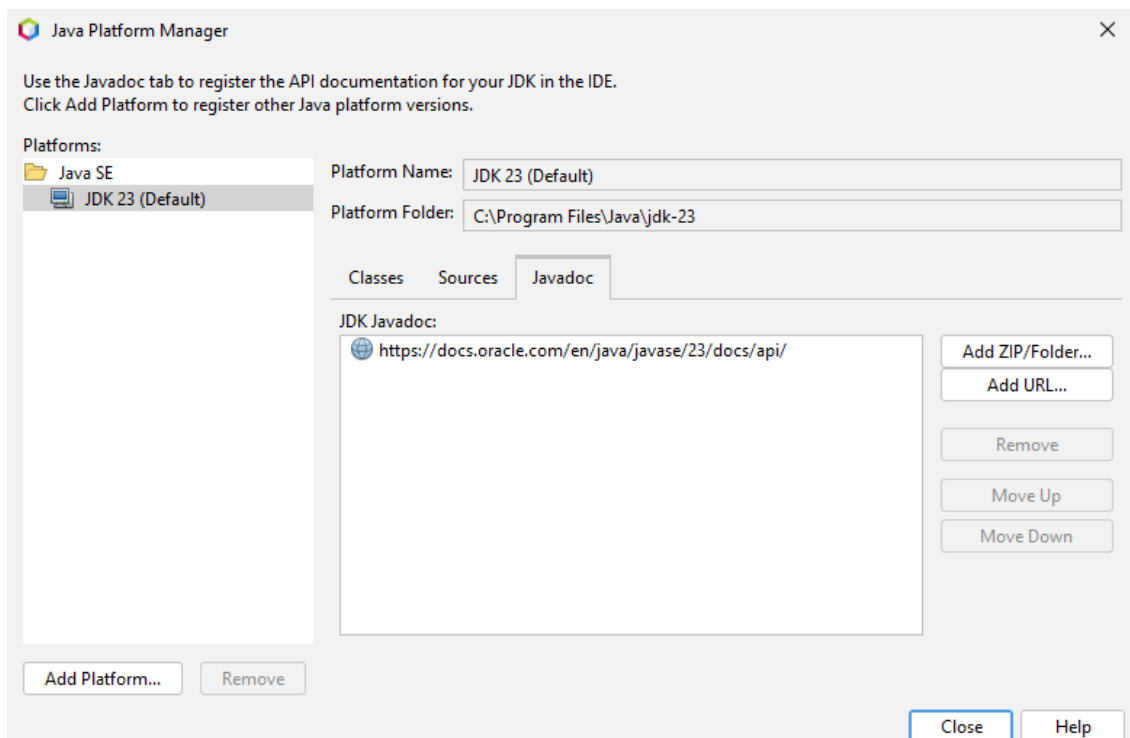 Java Platform Manager
Use the Javadoc tab to register the API documentation for your JDK in the IDE.
Click Add Platform to register other Java platform versions.
Platforms:
Java SE
JDK 23 (Default)
Platform Name: JDK 23 (Default)
Platform Folder: C:\Program Files\Java\jdk-23
Classes Sources Javadoc
JDK Javadoc:
https://docs.oracle.com/en/java/javase/23/docs/api/
Add ZIP/Folder...
Add URL...
Remove
Move Up
Move Down
Add Platform... Remove
Close Help